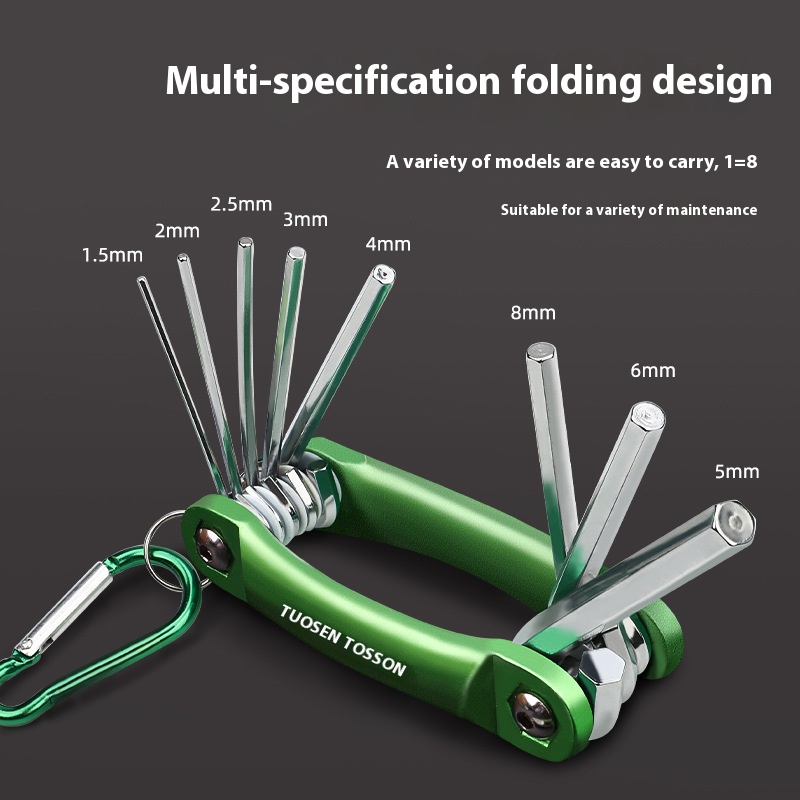 Multi-specification folding design
A variety of models are easy to carry, 1=8
Suitable for a variety of maintenance
2.5mm
2mm
3mm
1.5mm
4mm
8mm
6mm
5mm
TUOSEN TOSSON